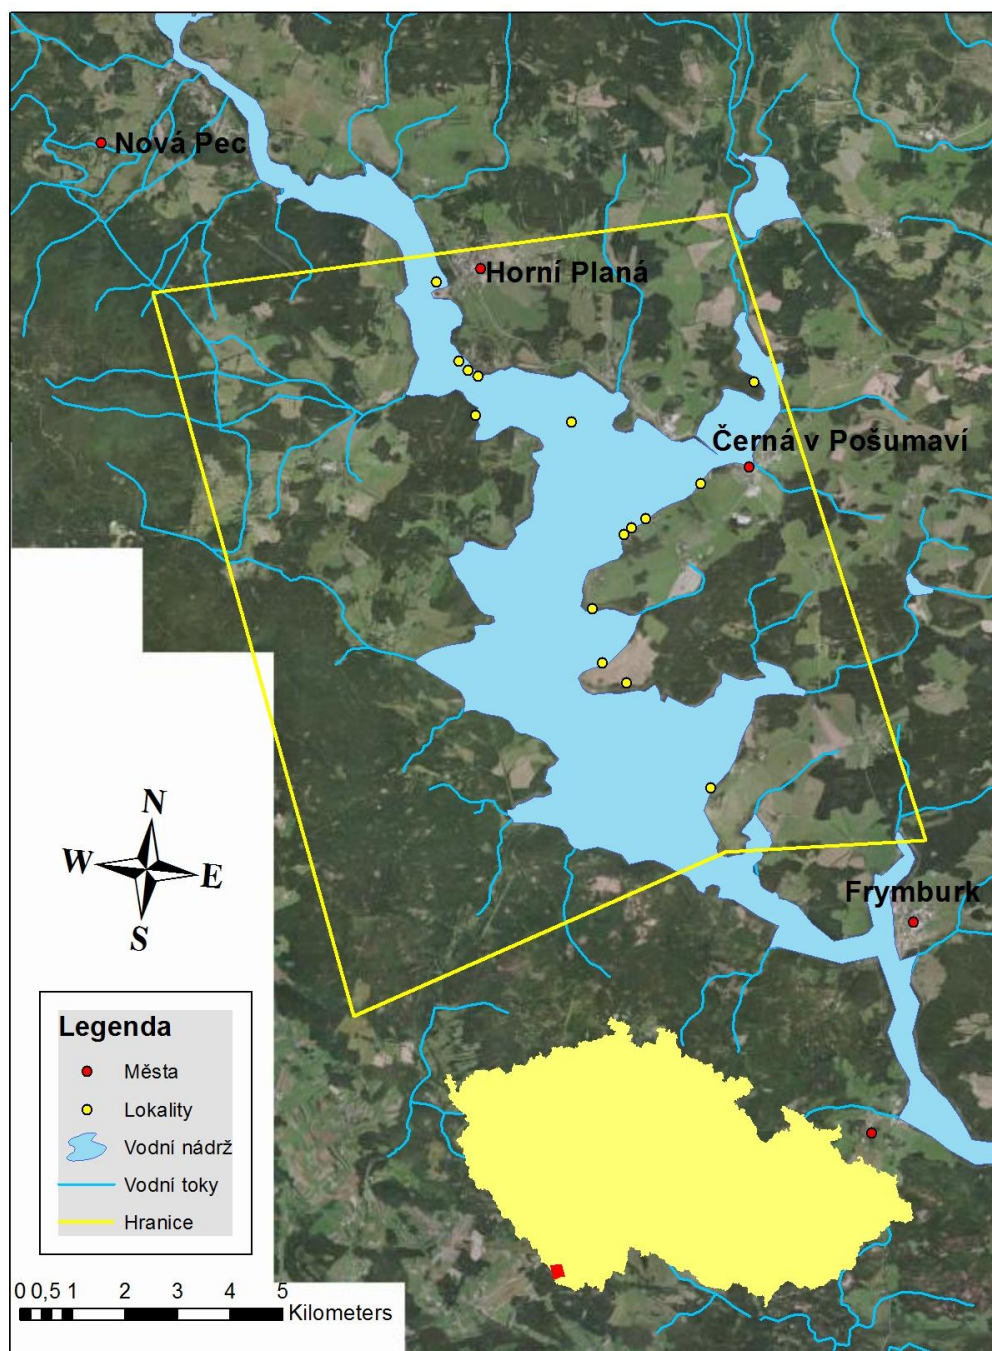 Nová Pec
Horní Planá
Černá v Pošumaví
Frymburk
N
W
E
S
Legenda
Města
Lokality
Vodní nádrž
Vodní toky
Hranice
0 0,5 1 2 3 4 5
Kilometers